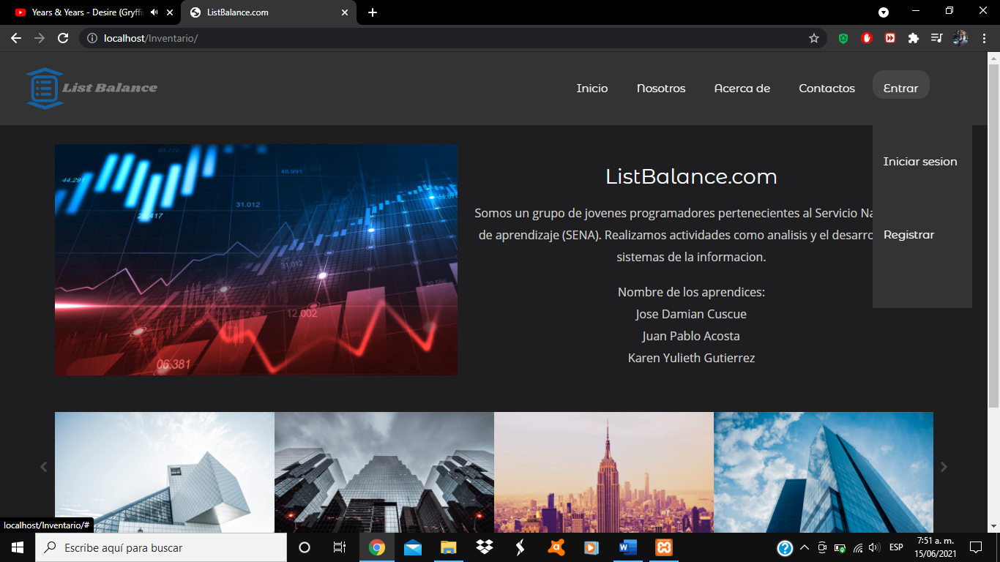 Years & Years - Desire (Gryffi
ListBalance.com
localhost/Inventario/
List Balance
Inicio
Nosotros
Acerca de
Contactos
Entrar
Iniciar sesion
Registrar
44.291
48.991
31.012
31.012
12.002
06.381
ListBalance.com
Somos un grupo de jovenes programadores pertenecientes al Servicio Na
de aprendizaje (SENA). Realizamos actividades como analisis y el desarro
sistemas de la informacion.
Nombre de los aprendices:
Jose Damian Cuscue
Juan Pablo Acosta
Karen Yulieth Gutierrez
localhost/Inventario/#
Escribe aquí para buscar
ESP
7:51 a. m.
15/06/2021